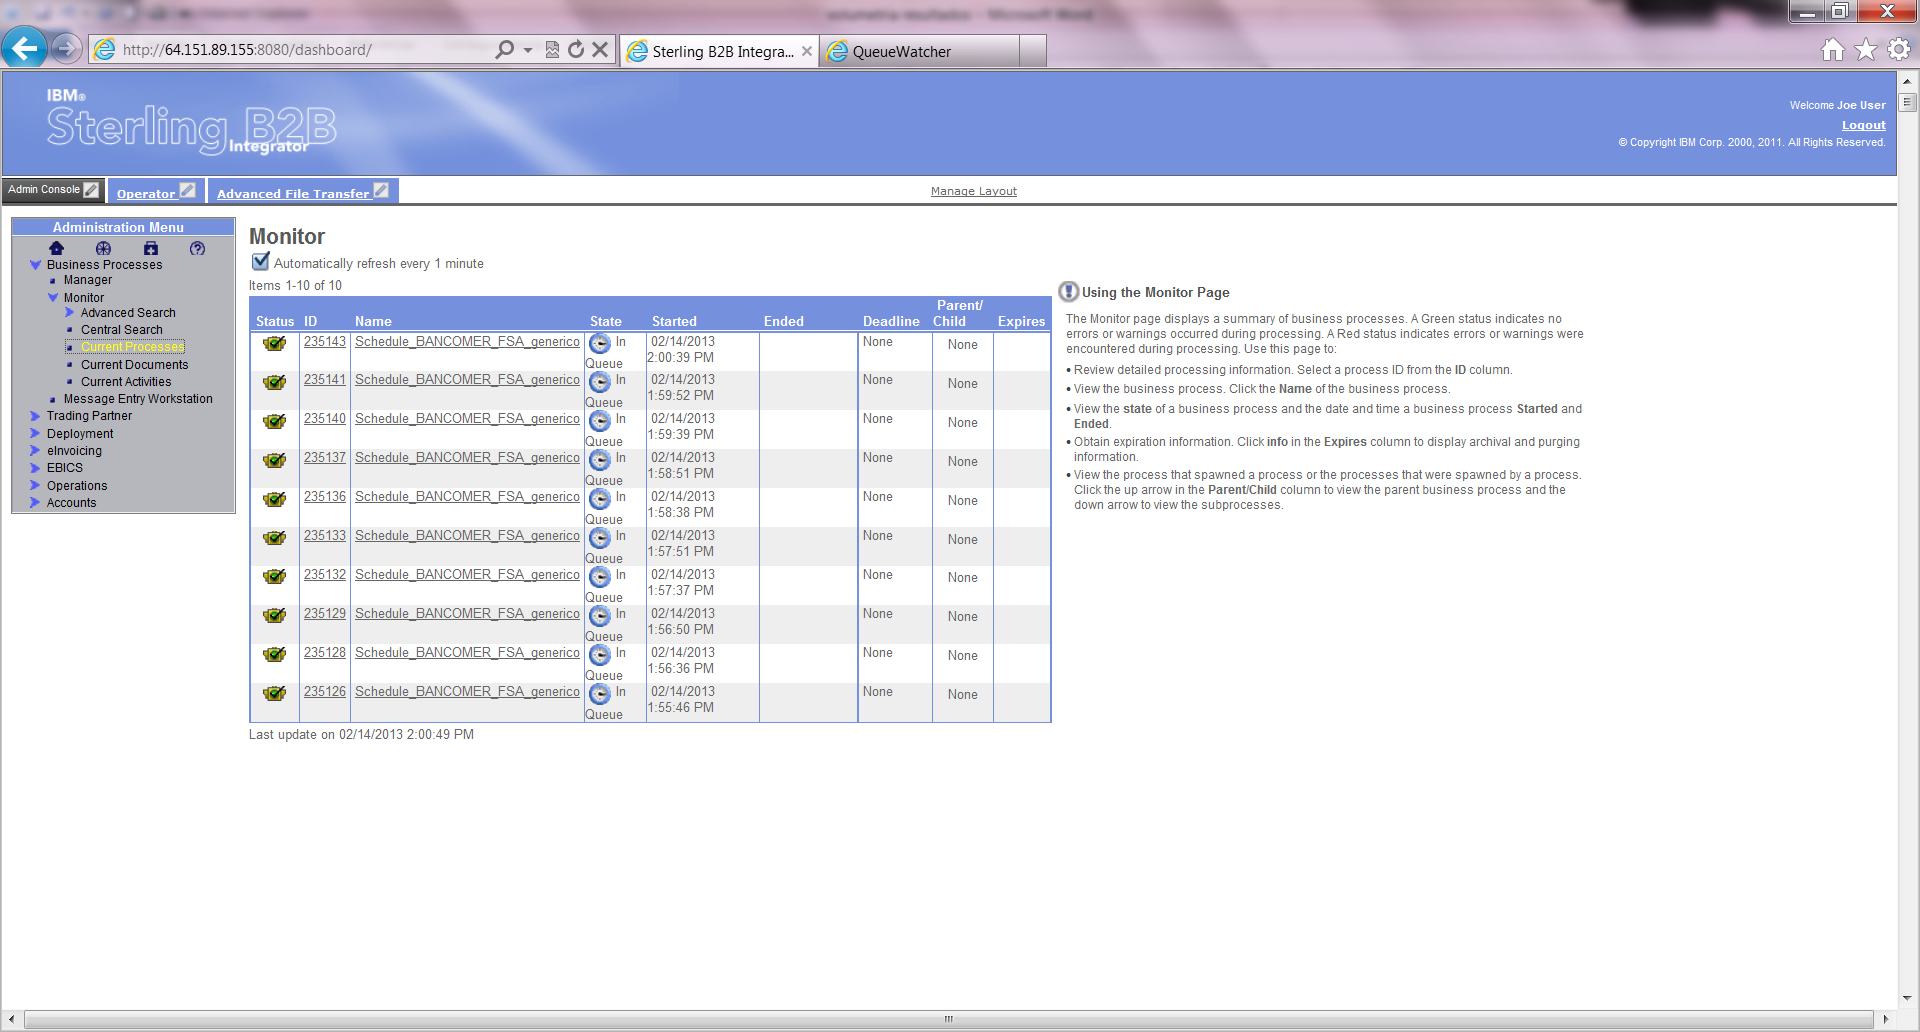 volumetria-resultados - Microsoft Word
http://64.151.89.155:8080/dashboard/
Sterling B2B Integra...
QueueWatcher
IBM®
Sterling B2B
Integrator
Welcome Joe User
Logout
© Copyright IBM Corp. 2000, 2011. All Rights Reserved.
Admin Console
Operator
Advanced File Transfer
Manage Layout
Administration Menu
Business Processes
Manager
Monitor
Advanced Search
Central Search
Current Processes
Current Documents
Current Activities
Message Entry Workstation
Trading Partner
Deployment
eInvoicing
EBICS
Operations
Accounts
Monitor
Automatically refresh every 1 minute
Items 1-10 of 10
Status ID Name State Started Ended Deadline Parent/ Child Expires
235143 Schedule_BANCOMER_FSA_generico In Queue 02/14/2013 2:00:39 PM None None
235141 Schedule_BANCOMER_FSA_generico In Queue 02/14/2013 1:59:52 PM None None
235140 Schedule_BANCOMER_FSA_generico In Queue 02/14/2013 1:59:39 PM None None
235137 Schedule_BANCOMER_FSA_generico In Queue 02/14/2013 1:58:51 PM None None
235136 Schedule_BANCOMER_FSA_generico In Queue 02/14/2013 1:58:38 PM None None
235133 Schedule_BANCOMER_FSA_generico In Queue 02/14/2013 1:57:51 PM None None
235132 Schedule_BANCOMER_FSA_generico In Queue 02/14/2013 1:57:37 PM None None
235129 Schedule_BANCOMER_FSA_generico In Queue 02/14/2013 1:56:50 PM None None
235128 Schedule_BANCOMER_FSA_generico In Queue 02/14/2013 1:56:36 PM None None
235126 Schedule_BANCOMER_FSA_generico In Queue 02/14/2013 1:55:46 PM None None
Last update on 02/14/2013 2:00:49 PM
Using the Monitor Page
The Monitor page displays a summary of business processes. A Green status indicates no
errors or warnings occurred during processing. A Red status indicates errors or warnings were
encountered during processing. Use this page to:
• Review detailed processing information. Select a process ID from the ID column.
• View the business process. Click the Name of the business process.
• View the state of a business process and the date and time a business process Started and
Ended.
• Obtain expiration information. Click info in the Expires column to display archival and purging
information.
• View the process that spawned a process or the processes that were spawned by a process.
Click the up arrow in the Parent/Child column to view the parent business process and the
down arrow to view the subprocesses.